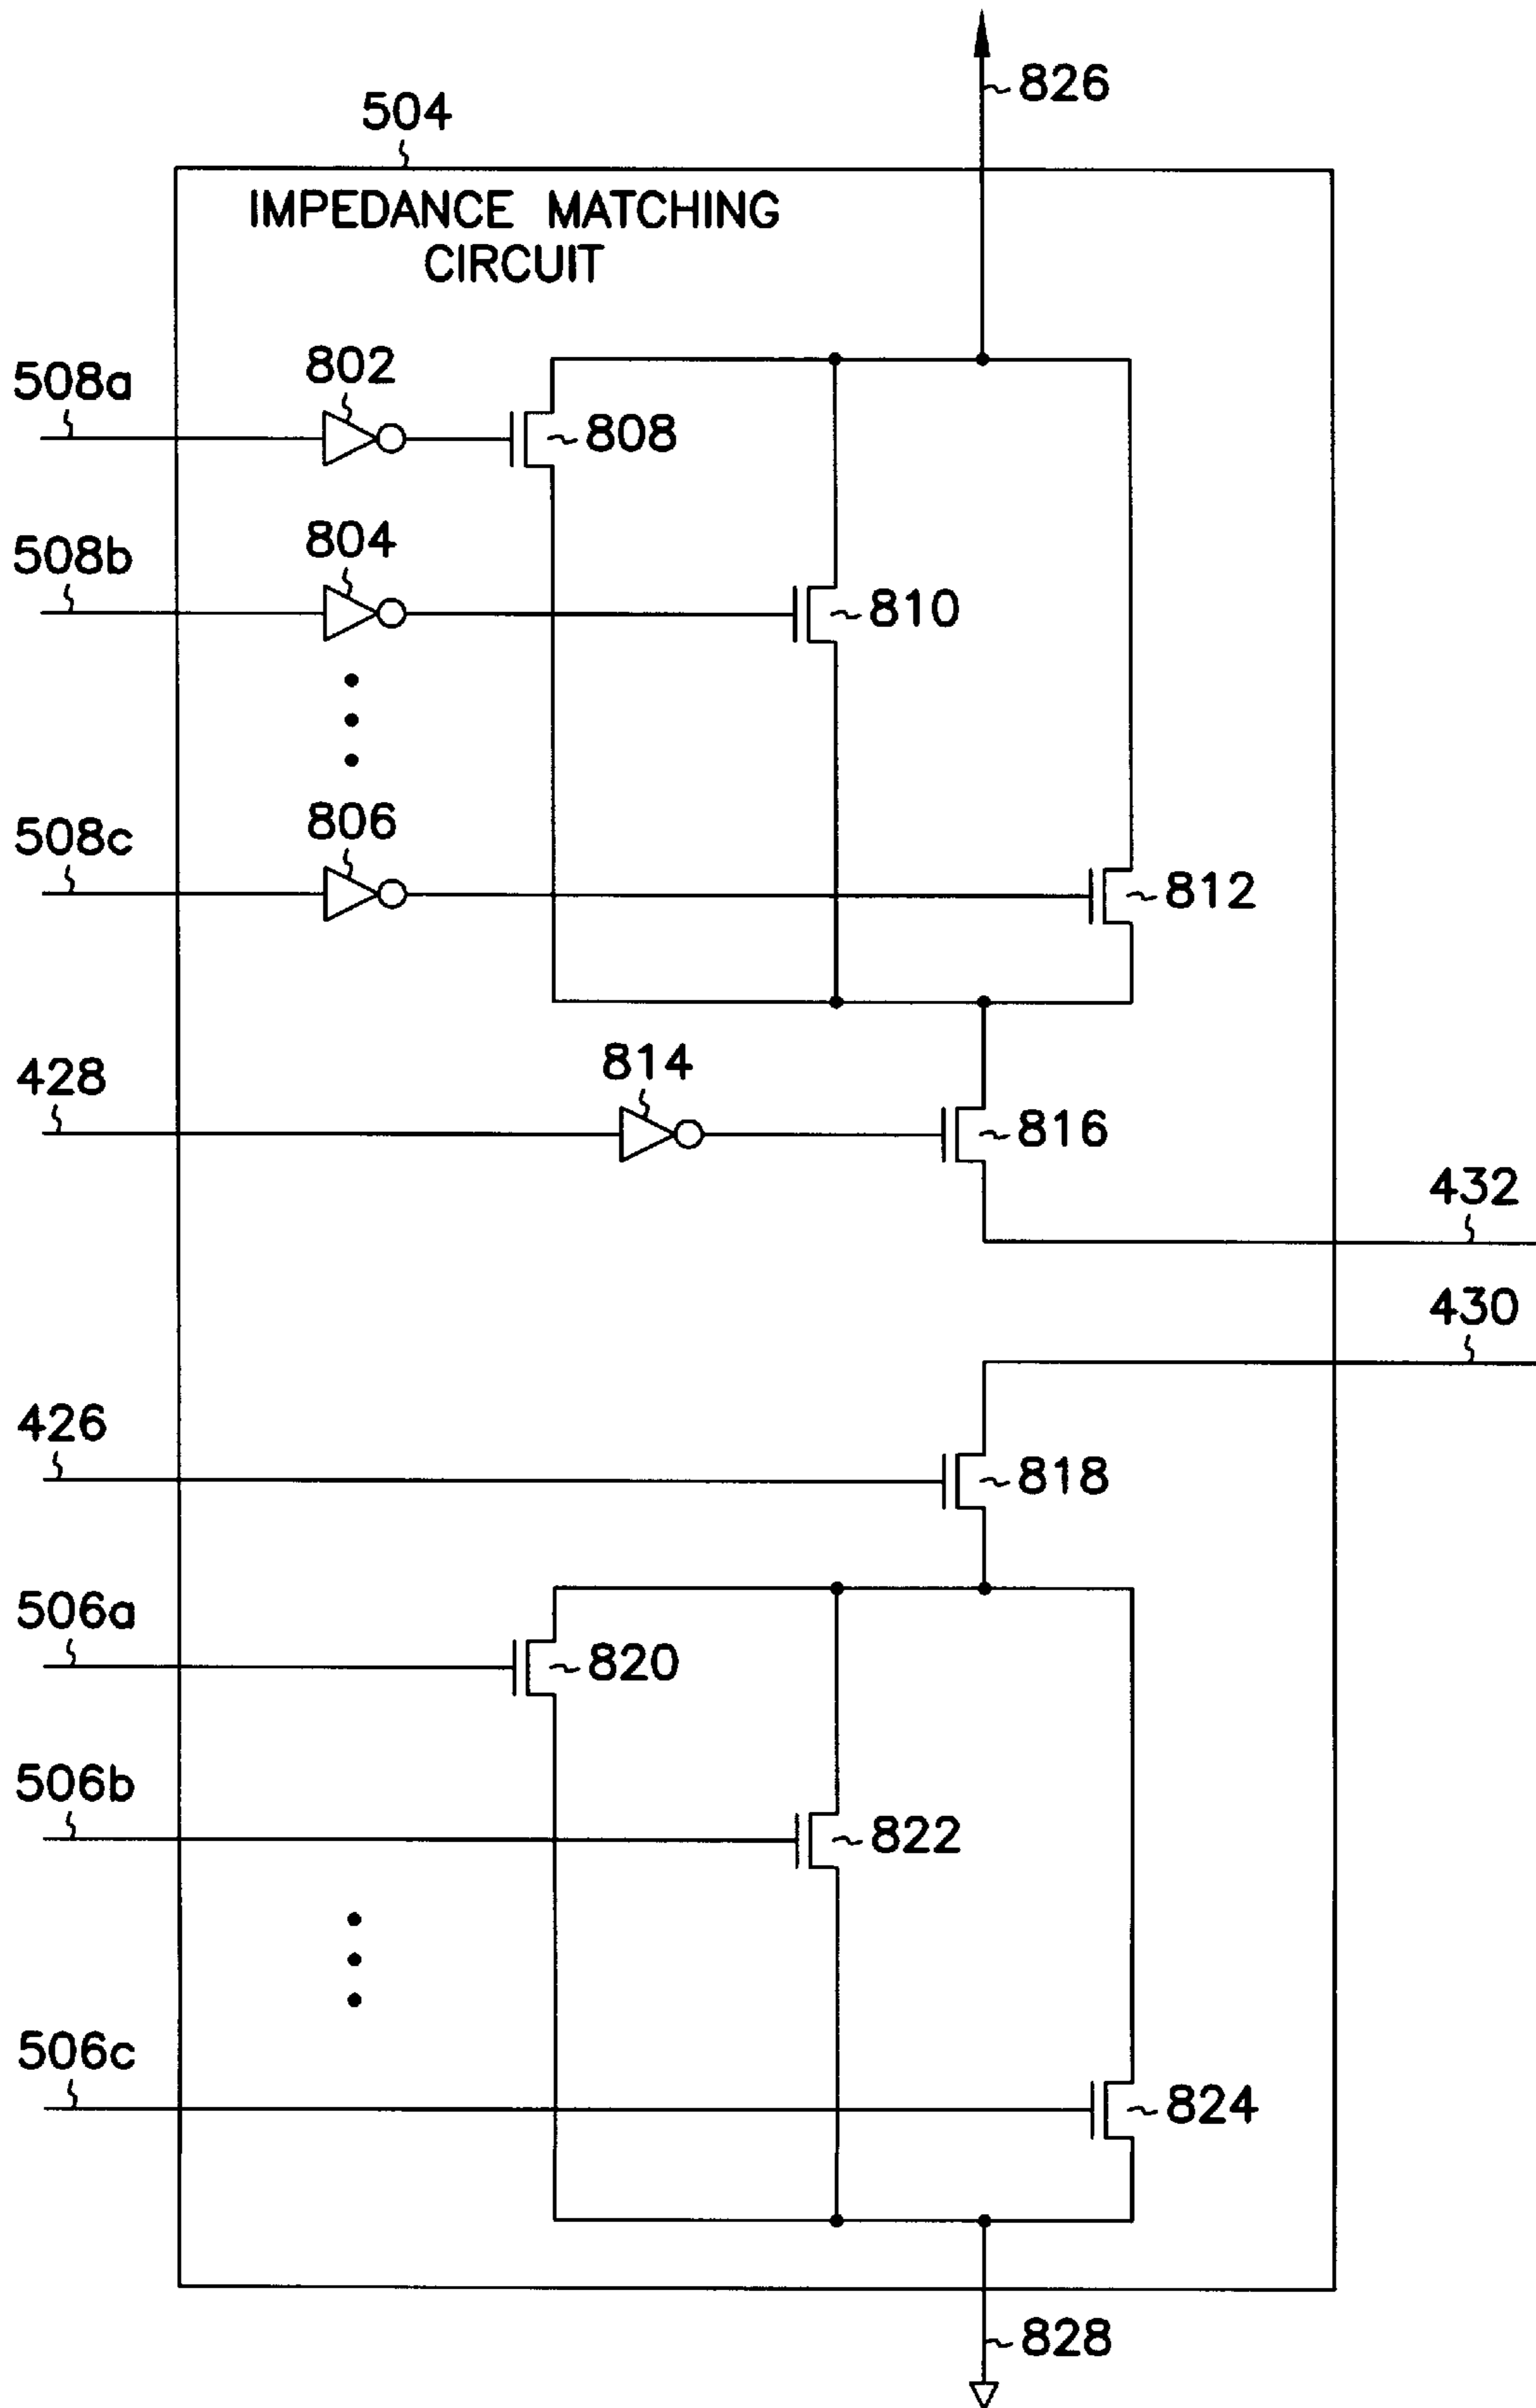 826
504
IMPEDANCE MATCHING
CIRCUIT
508a
802
808
508b
804
810
508c
806
812
428
814
816
432
430
426
818
506a
820
506b
822
506c
824
828